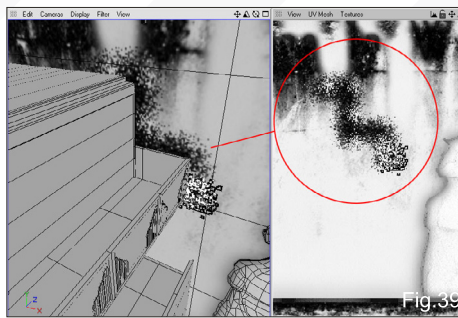 Edit Cameras Display Filter View
View UV Mesh Textures
Z
X
Fig.39